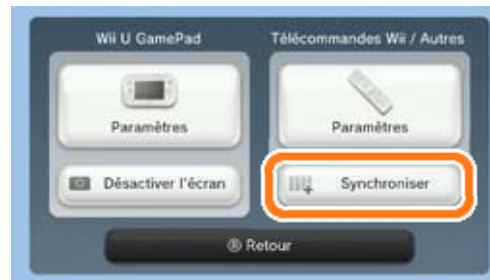 Wii U GamePad
Télécommandes Wii / Autres
Paramètres
Paramètres
Désactiver l'écran
Synchroniser
Ⓑ Retour